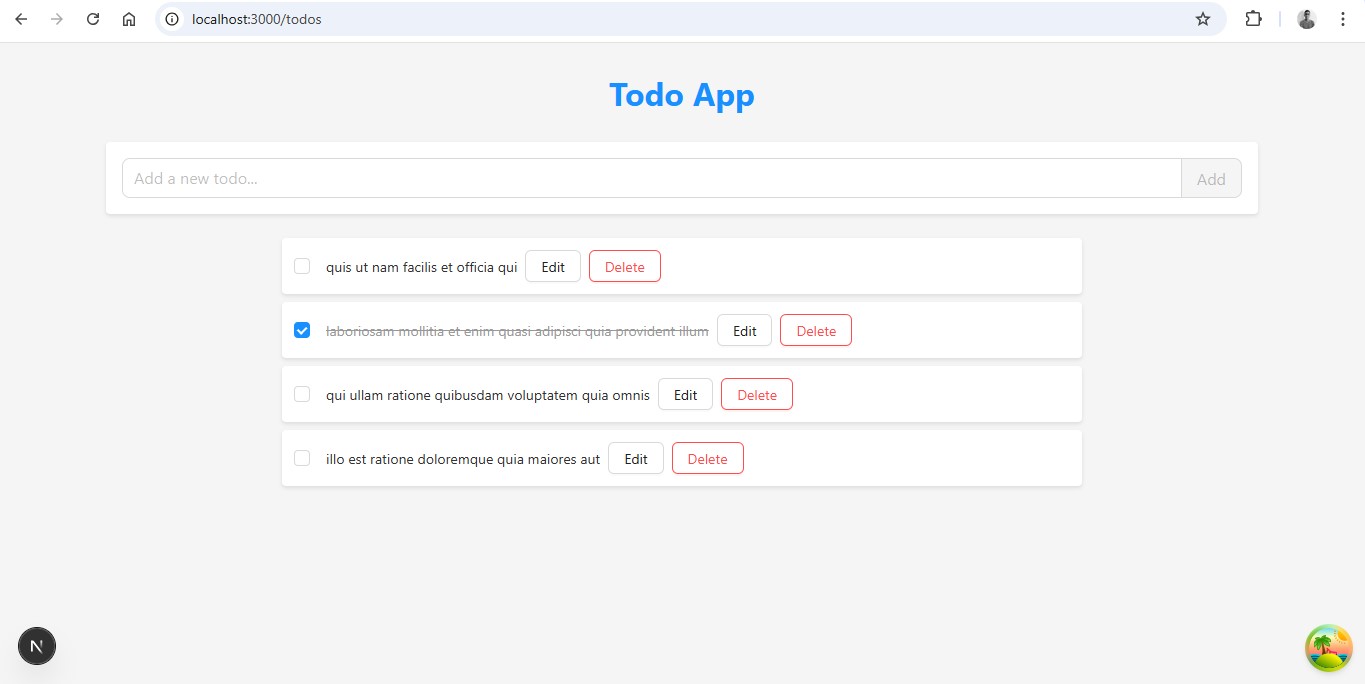 localhost:3000/todos
Todo App
Add a new todo... Add
quis ut nam facilis et officia qui Edit Delete
laboriosam mollitia et enim quasi adipisci quia provident illum Edit Delete
qui ullam ratione quibusdam voluptatem quia omnis Edit Delete
illo est ratione doloremque quia maiores aut Edit Delete
N